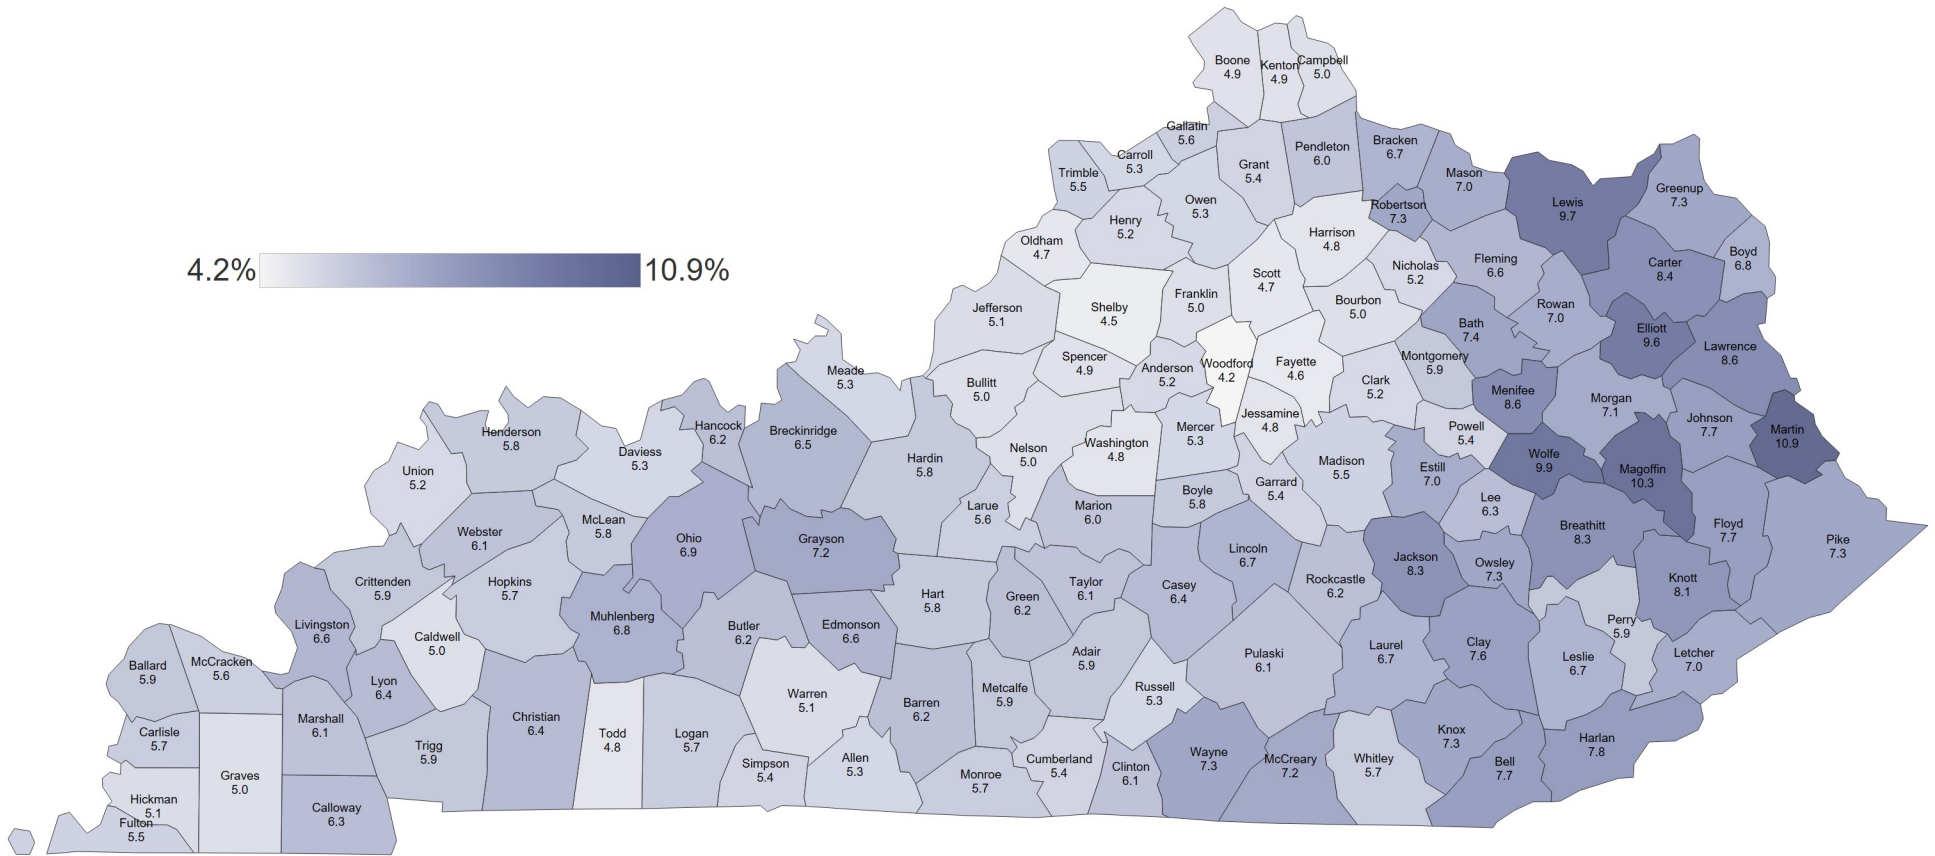 Boone
4.9
Kenton
4.9
Campbell
5.0
Gallatin
5.6
Carroll
5.3
Trimble
5.5
Grant
5.4
Pendleton
6.0
Bracken
6.7
Mason
7.0
Owen
5.3
Henry
5.2
Robertson
7.3
Lewis
9.7
Greenup
7.3
Oldham
4.7
Harrison
4.8
Nicholas
5.2
Fleming
6.6
Carter
8.4
Boyd
6.8
4.2%
10.9%
Jefferson
5.1
Shelby
4.5
Franklin
5.0
Scott
4.7
Bourbon
5.0
Bath
7.4
Rowan
7.0
Elliott
9.6
Lawrence
8.6
Meade
5.3
Bullitt
5.0
Spencer
4.9
Anderson
5.2
Woodford
4.2
Fayette
4.6
Clark
5.2
Montgomery
5.9
Menifee
8.6
Morgan
7.1
Johnson
7.7
Martin
10.9
Henderson
5.8
Daviess
5.3
Hancock
6.2
Breckinridge
6.5
Hardin
5.8
Nelson
5.0
Washington
4.8
Mercer
5.3
Jessamine
4.8
Madison
5.5
Powell
5.4
Estill
7.0
Wolfe
9.9
Magoffin
10.3
Union
5.2
Webster
6.1
McLean
5.8
Ohio
6.9
Grayson
7.2
Larue
5.6
Marion
6.0
Boyle
5.8
Garrard
5.4
Lincoln
6.7
Lee
6.3
Breathitt
8.3
Floyd
7.7
Pike
7.3
Crittenden
5.9
Hopkins
5.7
Muhlenberg
6.8
Butler
6.2
Edmonson
6.6
Hart
5.8
Green
6.2
Taylor
6.1
Casey
6.4
Rockcastle
6.2
Jackson
8.3
Owsley
7.3
Knott
8.1
Livingston
6.6
Caldwell
5.0
Adair
5.9
Pulaski
6.1
Laurel
6.7
Clay
7.6
Perry
5.9
Leslie
6.7
Letcher
7.0
Ballard
5.9
McCracken
5.6
Lyon
6.4
Warren
5.1
Barren
6.2
Metcalfe
5.9
Russell
5.3
Carlisle
5.7
Marshall
6.1
Trigg
5.9
Christian
6.4
Todd
4.8
Logan
5.7
Simpson
5.4
Allen
5.3
Monroe
5.7
Cumberland
5.4
Clinton
6.1
Wayne
7.3
McCreary
7.2
Whitley
5.7
Knox
7.3
Bell
7.7
Harlan
7.8
Graves
5.0
Hickman
5.1
Calloway
6.3
Fulton
5.5